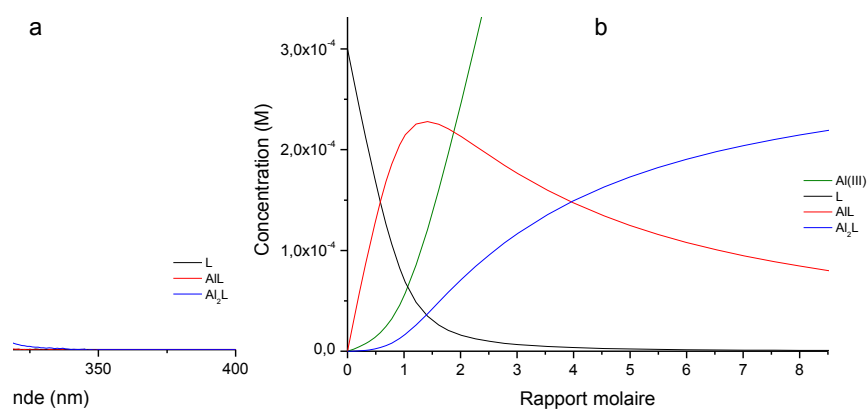 a
L
AlL
Al₂L
350
400
nde (nm)
b
3,0x10⁻⁴
2,0x10⁻⁴
1,0x10⁻⁴
0,0
Concentration (M)
Al(III)
L
AlL
Al₂L
0 1 2 3 4 5 6 7 8
Rapport molaire